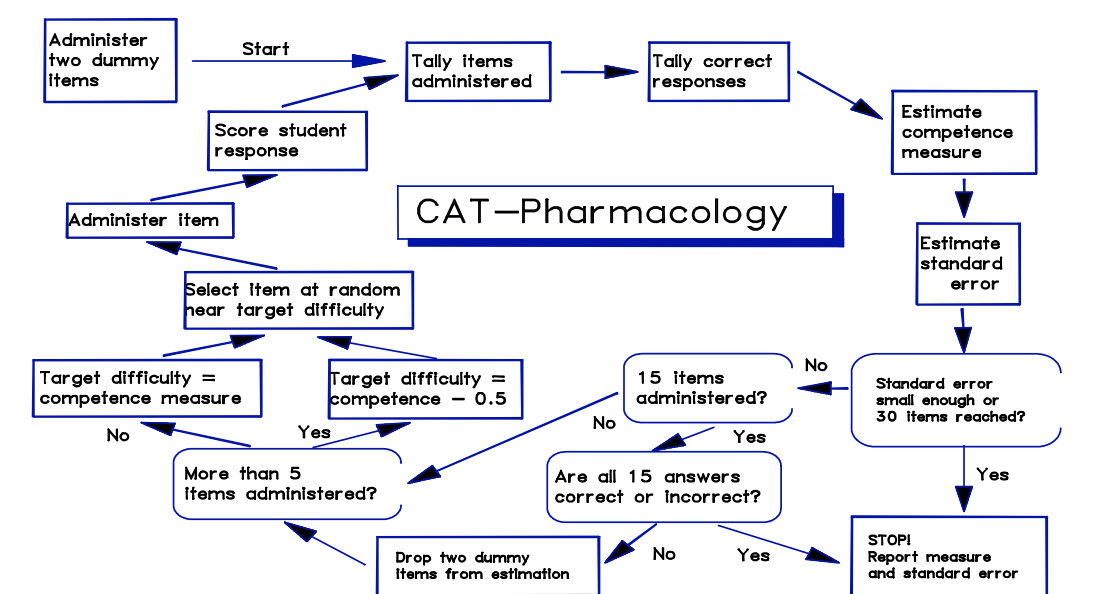 Administer
two dummy
items
Start
Tally items
administered
Tally correct
responses
Estimate
competence
measure
Score student
response
Administer item
CAT-Pharmacology
Estimate
standard
error
Select item at random
near target difficulty
Target difficulty =
competence measure
Target difficulty =
competence - 0.5
15 items
administered?
No
Standard error
small enough or
30 items reached?
No
Yes
No
Yes
Yes
More than 5
items administered?
Are all 15 answers
correct or incorrect?
Drop two dummy
items from estimation
No
Yes
STOP!
Report measure
and standard error